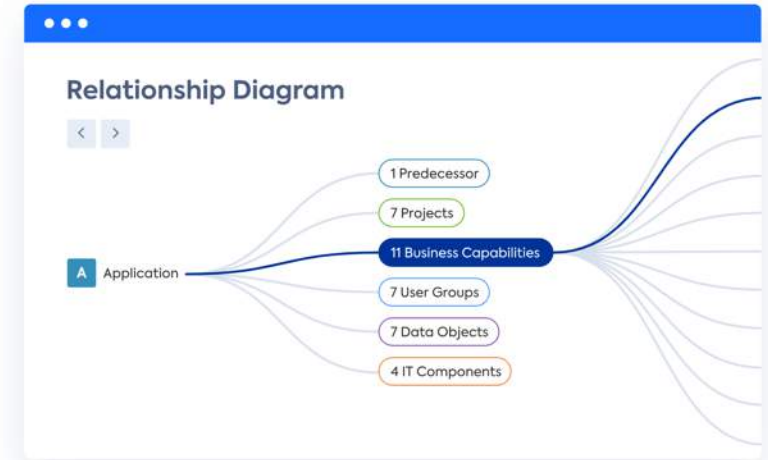 Relationship Diagram
1 Predecessor
7 Projects
11 Business Capabilities
A Application
7 User Groups
7 Data Objects
4 IT Components